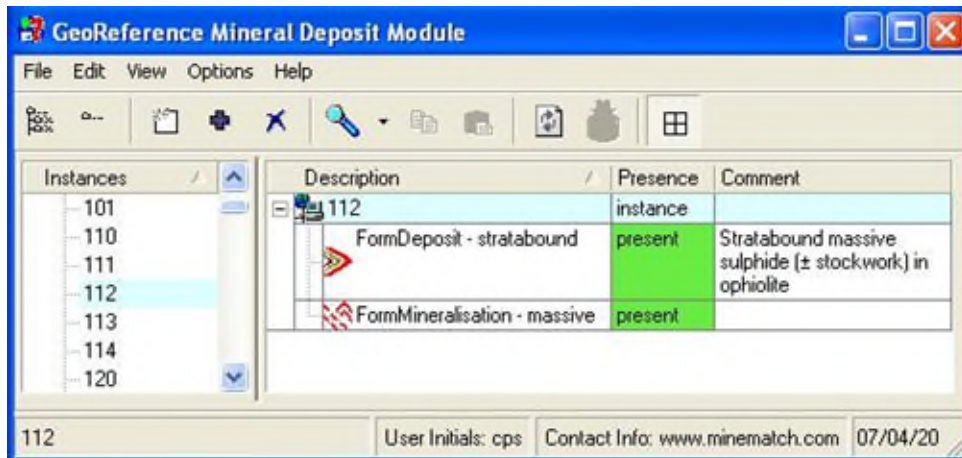 GeoReference Mineral Deposit Module
File Edit View Options Help
Instances
101
110
111
112
113
114
120
Description Presence Comment
112 instance
FormDeposit - stratabound present Stratabound massive
sulphide (± stockwork) in
ophiolite
FormMineralisation - massive present
112 User Initials: cps Contact Info: www.minematch.com 07/04/20